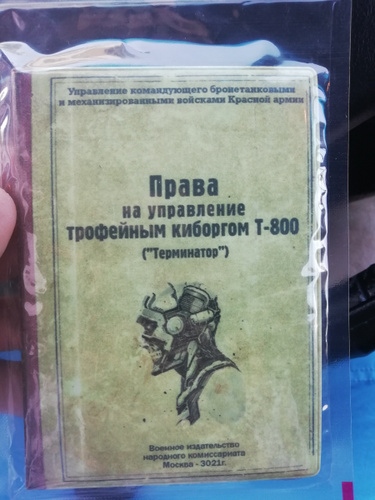 Управление командующего бронетанковыми
и механизированными войсками Красной армии
Права
на управление
трофейным киборгом Т-800
("Терминатор")
Военное издательство
народного комиссариата
Москва - 3021г.